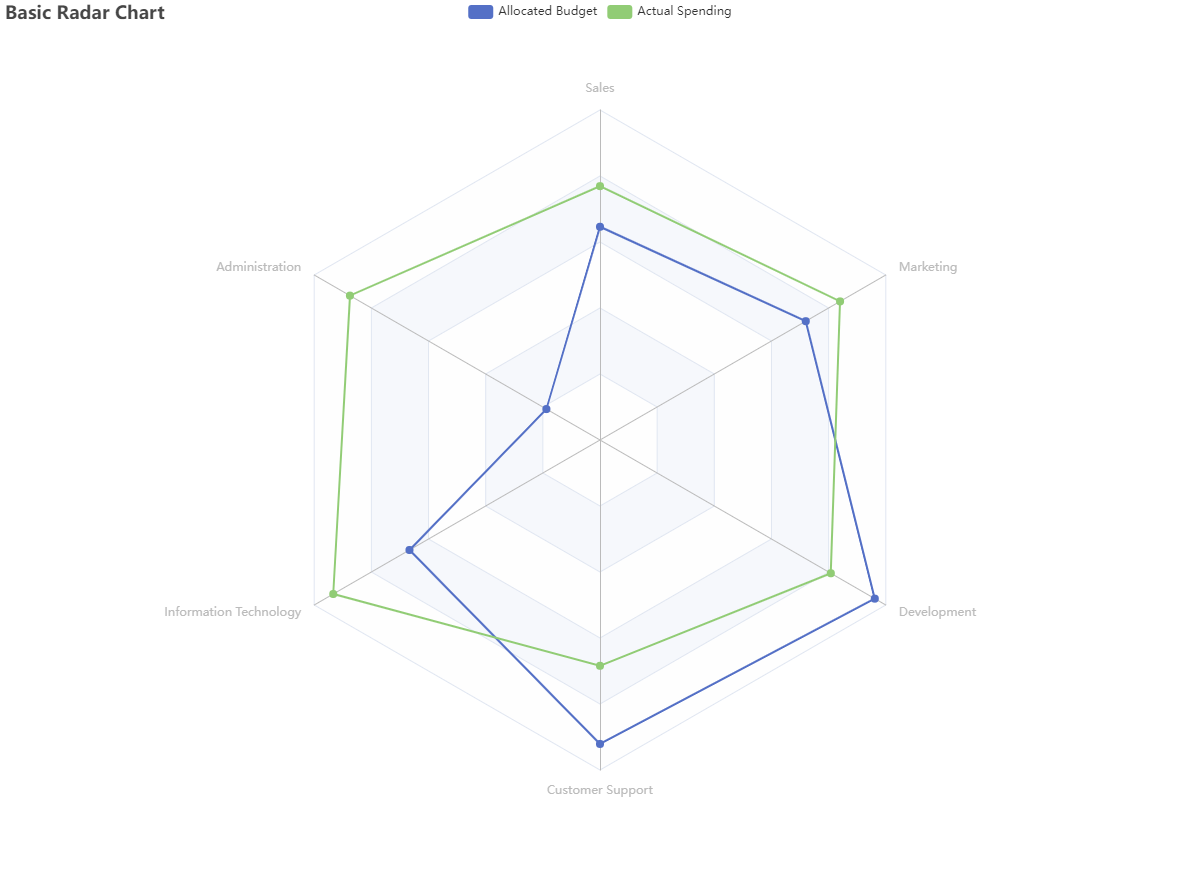 Basic Radar Chart
Allocated Budget
Actual Spending
Sales
Administration
Marketing
Information Technology
Development
Customer Support